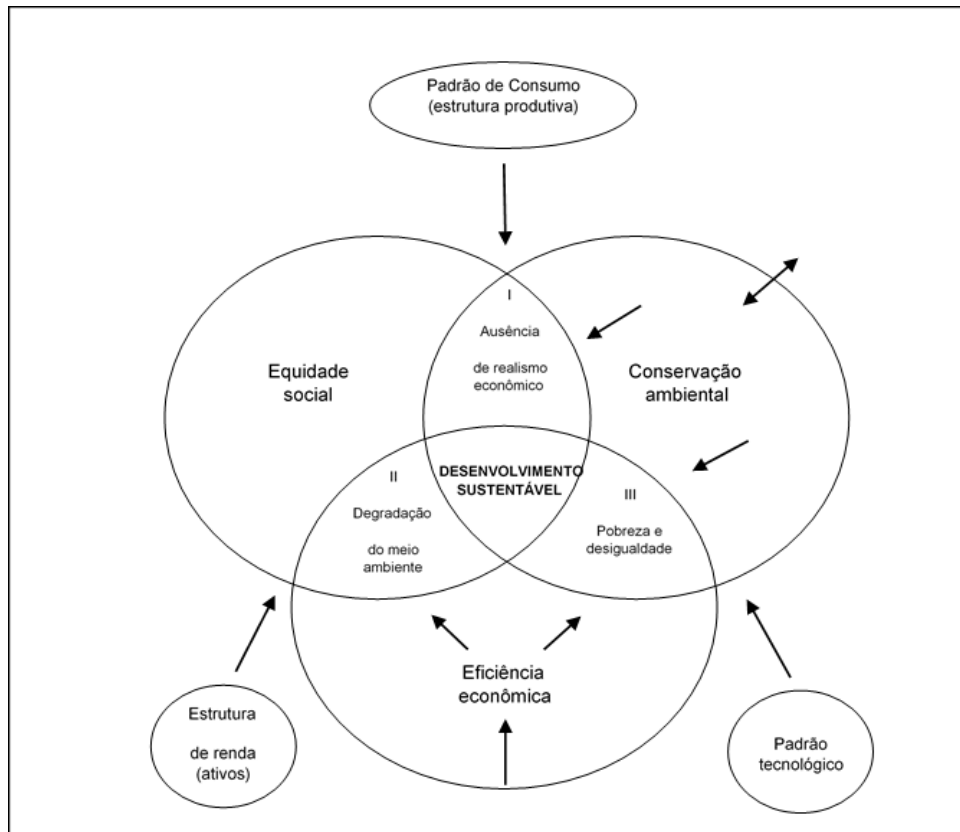 Padrão de Consumo
(estrutura produtiva)
I
Ausência
de realismo
econômico
Equidade
social
Conservação
ambiental
II
Degradação
do meio
ambiente
DESENVOLVIMENTO
SUSTENTÁVEL
III
Pobreza e
desigualdade
Eficiência
econômica
Estrutura
de renda
(ativos)
Padrão
tecnológico